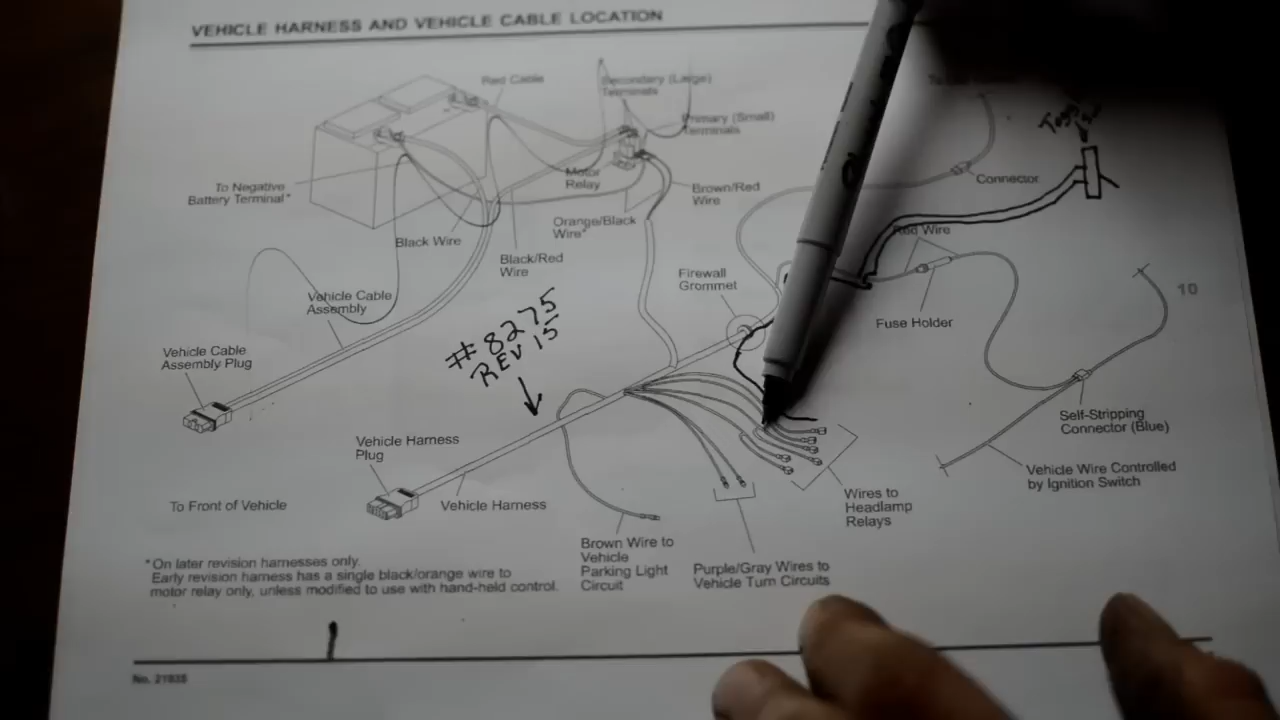 VEHICLE HARNESS AND VEHICLE CABLE LOCATION
Red Cable
Secondary (Large)
Terminals
Primary (Small)
Terminals
To Negative
Battery Terminal*
Motor
Relay
Brown/Red
Wire
Connector
Orange/Black
Wire*
Black Wire
Black/Red
Wire
Red Wire
Firewall
Grommet
Fuse Holder
10
Vehicle Cable
Assembly
#8275
REV 15
Vehicle Cable
Assembly Plug
Self-Stripping
Connector (Blue)
Vehicle Harness
Plug
Vehicle Wire Controlled
by Ignition Switch
To Front of Vehicle
Vehicle Harness
Wires to
Headlamp
Relays
Brown Wire to
Vehicle
Parking Light
Circuit
Purple/Gray Wires to
Vehicle Turn Circuits
*On later revision harnesses only.
Early revision harness has a single black/orange wire to
motor relay only, unless modified to use with hand-held control.
No. 21935